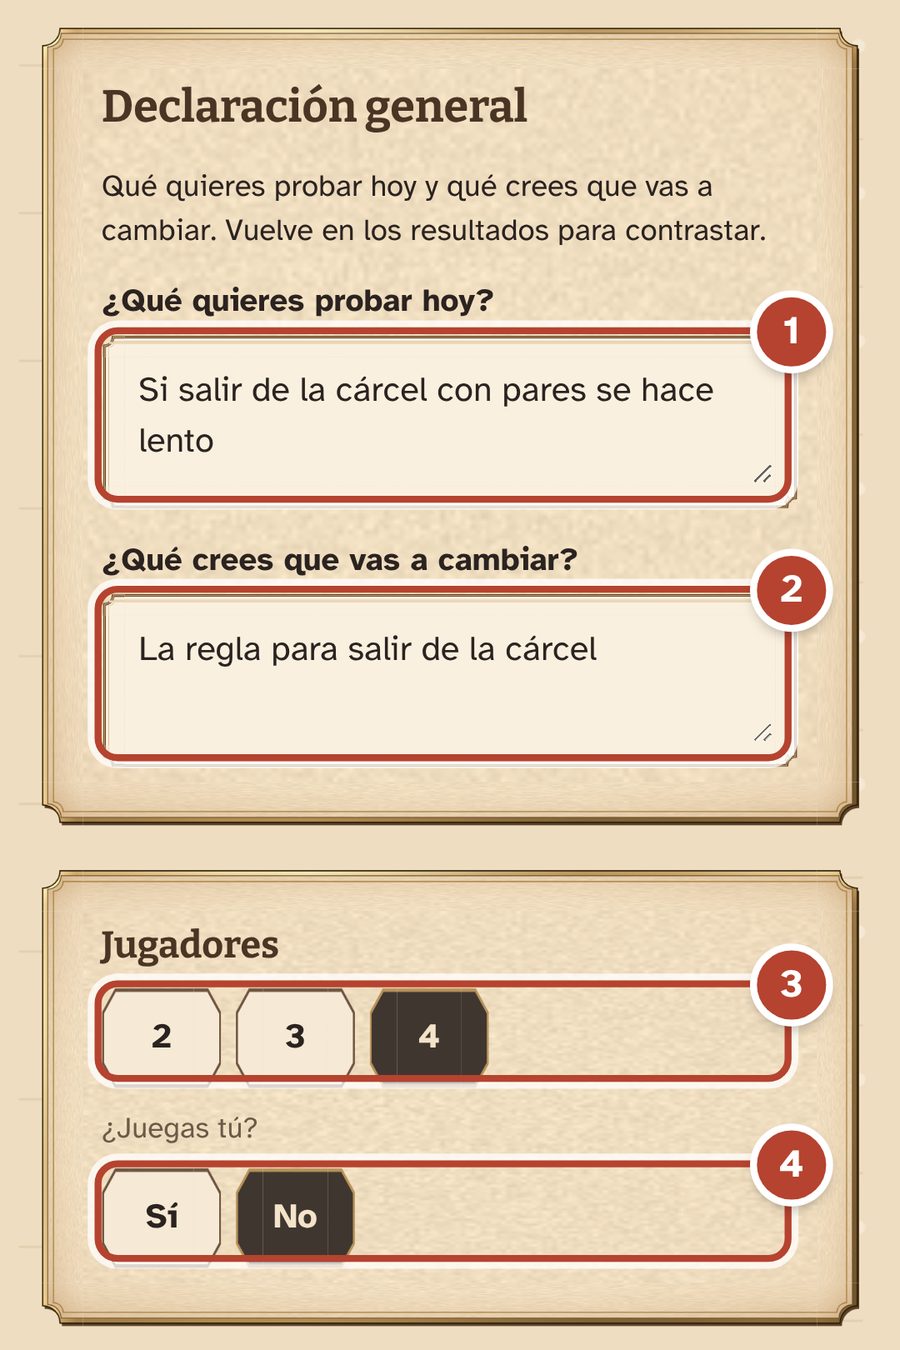 Declaración general
Qué quieres probar hoy y qué crees que vas a
cambiar. Vuelve en los resultados para contrastar.
¿Qué quieres probar hoy?
1
Si salir de la cárcel con pares se hace
lento
¿Qué crees que vas a cambiar?
2
La regla para salir de la cárcel
Jugadores
3
2 3 4
¿Juegas tú?
4
Sí No